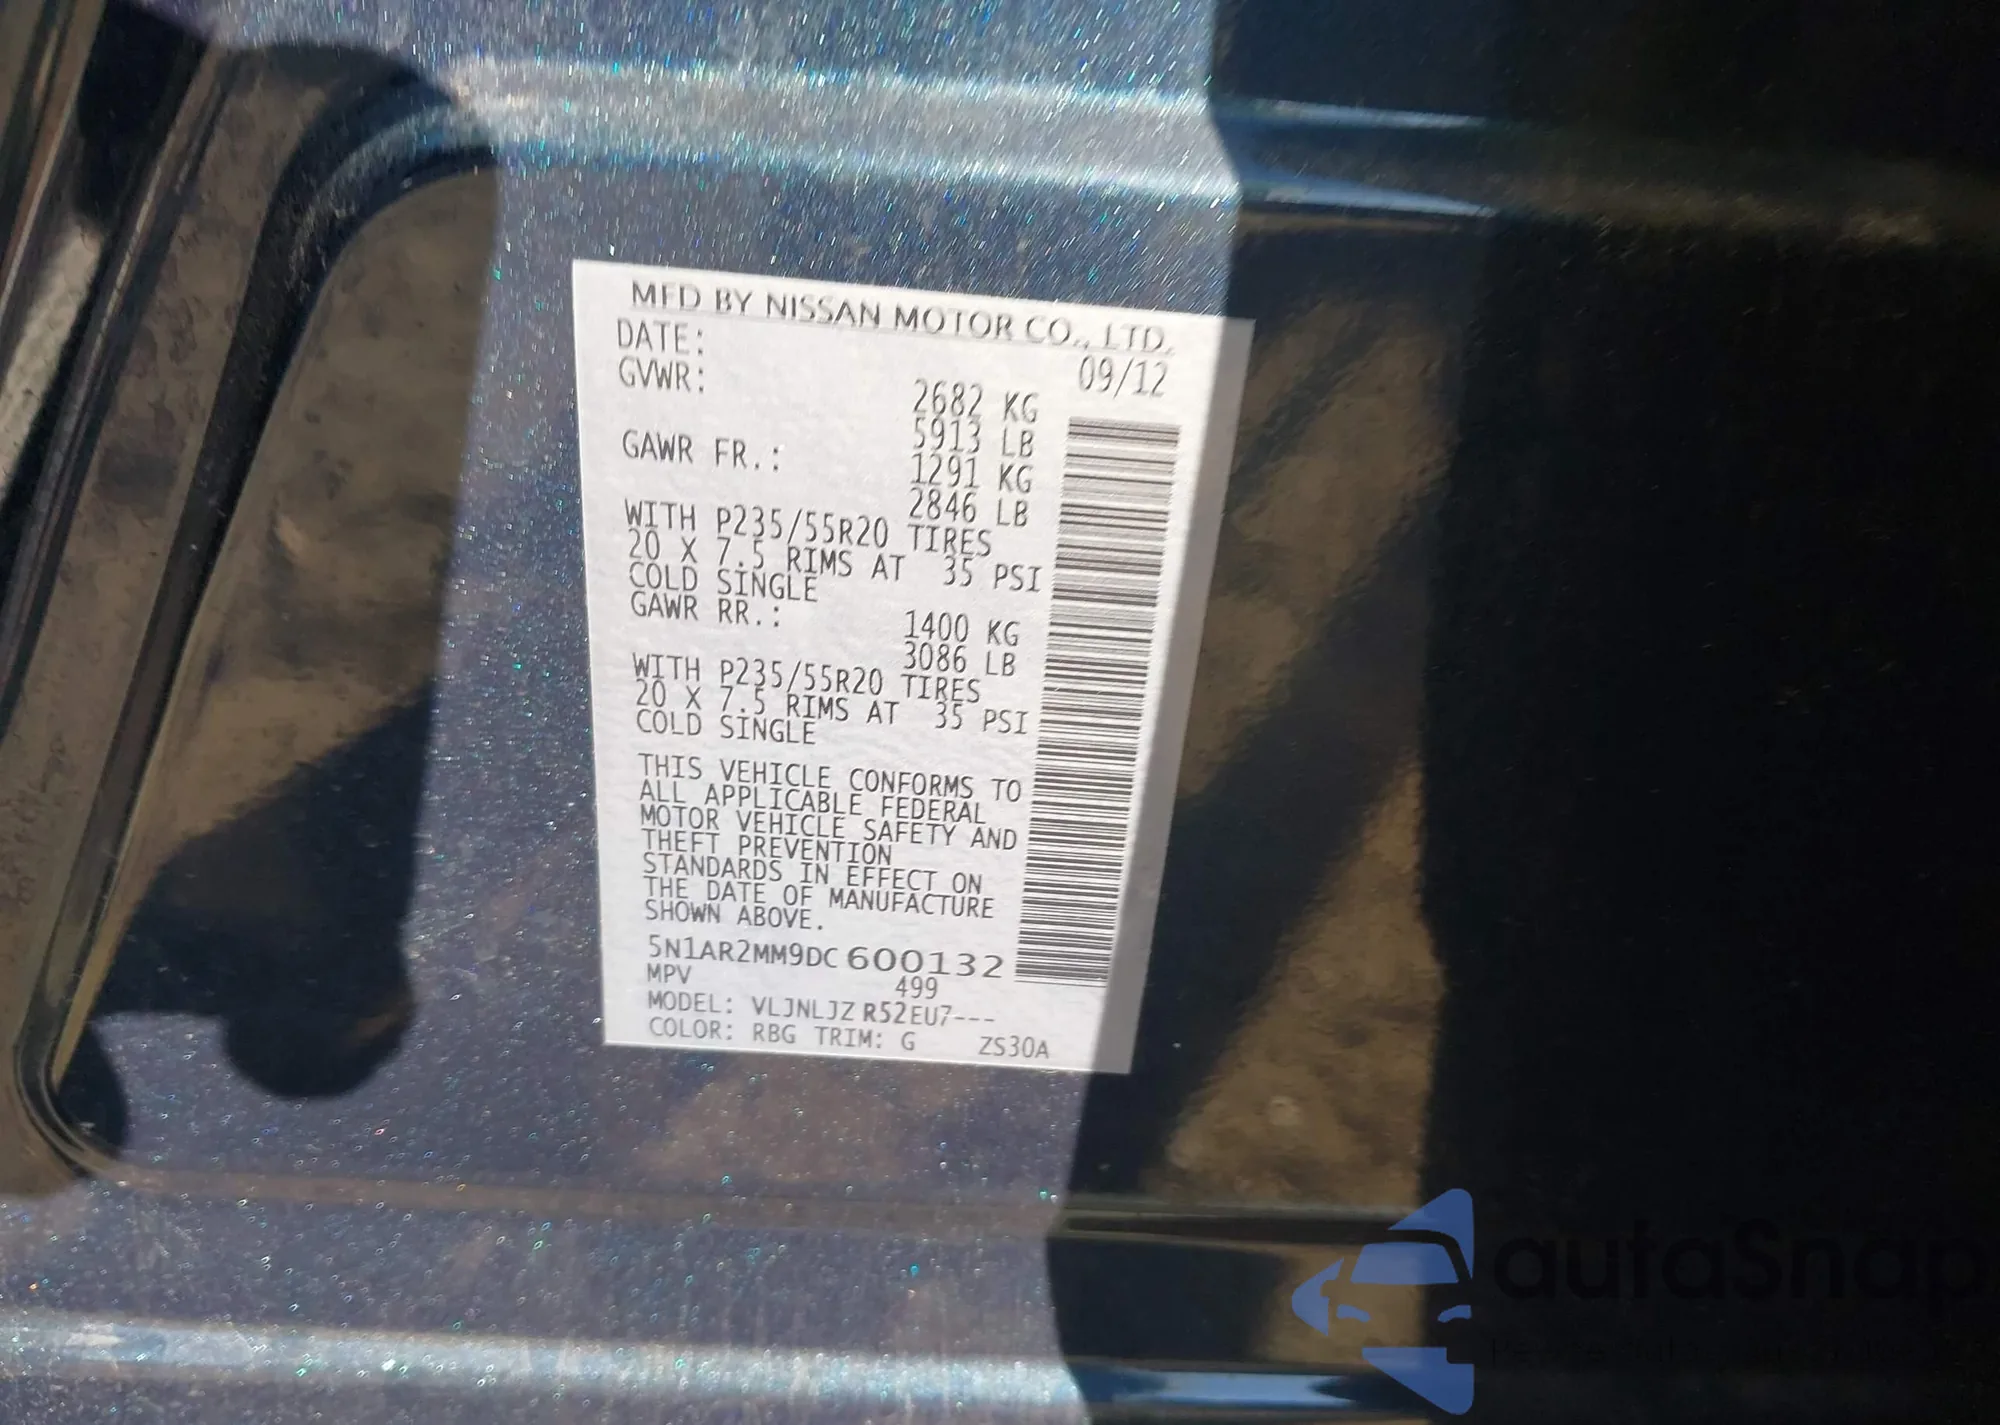 MFD BY NISSAN MOTOR CO., LTD.
DATE: 09/12
GVWR: 2682 KG
5913 LB
GAWR FR.: 1291 KG
2846 LB
WITH P235/55R20 TIRES
20 X 7.5 RIMS AT 35 PSI
COLD SINGLE
GAWR RR.: 1400 KG
3086 LB
WITH P235/55R20 TIRES
20 X 7.5 RIMS AT 35 PSI
COLD SINGLE
THIS VEHICLE CONFORMS TO
ALL APPLICABLE FEDERAL
MOTOR VEHICLE SAFETY AND
THEFT PREVENTION
STANDARDS IN EFFECT ON
THE DATE OF MANUFACTURE
SHOWN ABOVE.
5N1AR2MM9DC600132
MPV 499
MODEL: VLJNLJZ R52EU7---
COLOR: RBG TRIM: G ZS30A
autaSnap